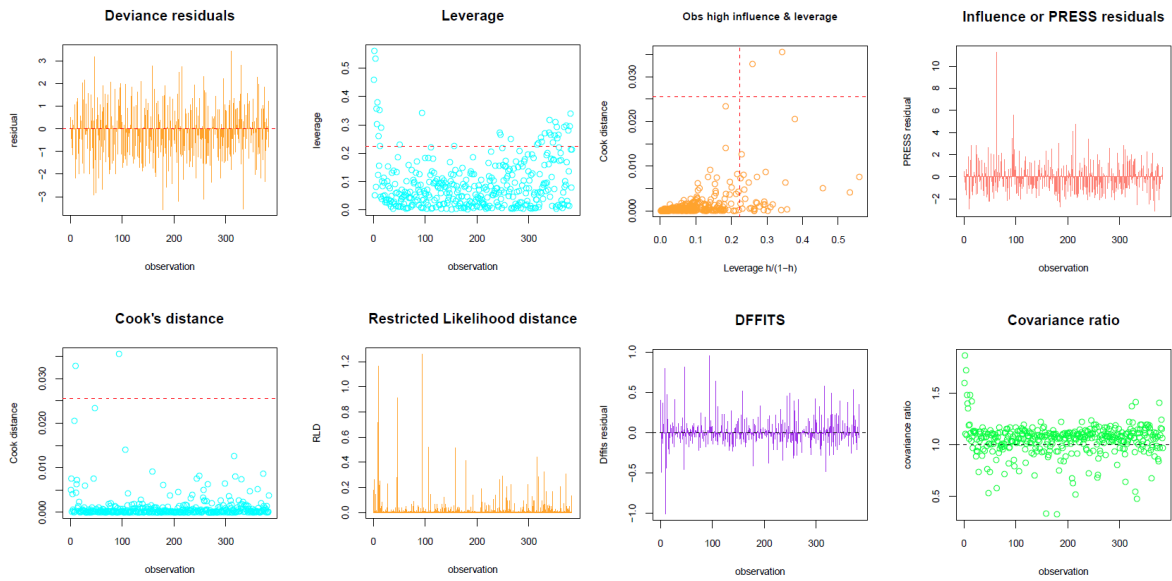 Deviance residuals
residual
3
2
1
0
−1
−2
−3
0 100 200 300
observation
Leverage
leverage
0.5
0.4
0.3
0.2
0.1
0.0
0 100 200 300
observation
Obs high influence & leverage
Cook distance
0.030
0.020
0.010
0.000
0.0 0.1 0.2 0.3 0.4 0.5
Leverage h/(1−h)
Influence or PRESS residuals
PRESS residual
10
8
6
4
2
0
−2
0 100 200 300
observation
Cook's distance
Cook distance
0.030
0.020
0.010
0.000
0 100 200 300
observation
Restricted Likelihood distance
RLD
1.2
1.0
0.8
0.6
0.4
0.2
0.0
0 100 200 300
observation
DFFITS
Dffits residual
1.0
0.5
0.0
−0.5
−1.0
0 100 200 300
observation
Covariance ratio
covariance ratio
1.5
1.0
0.5
0 100 200 300
observation